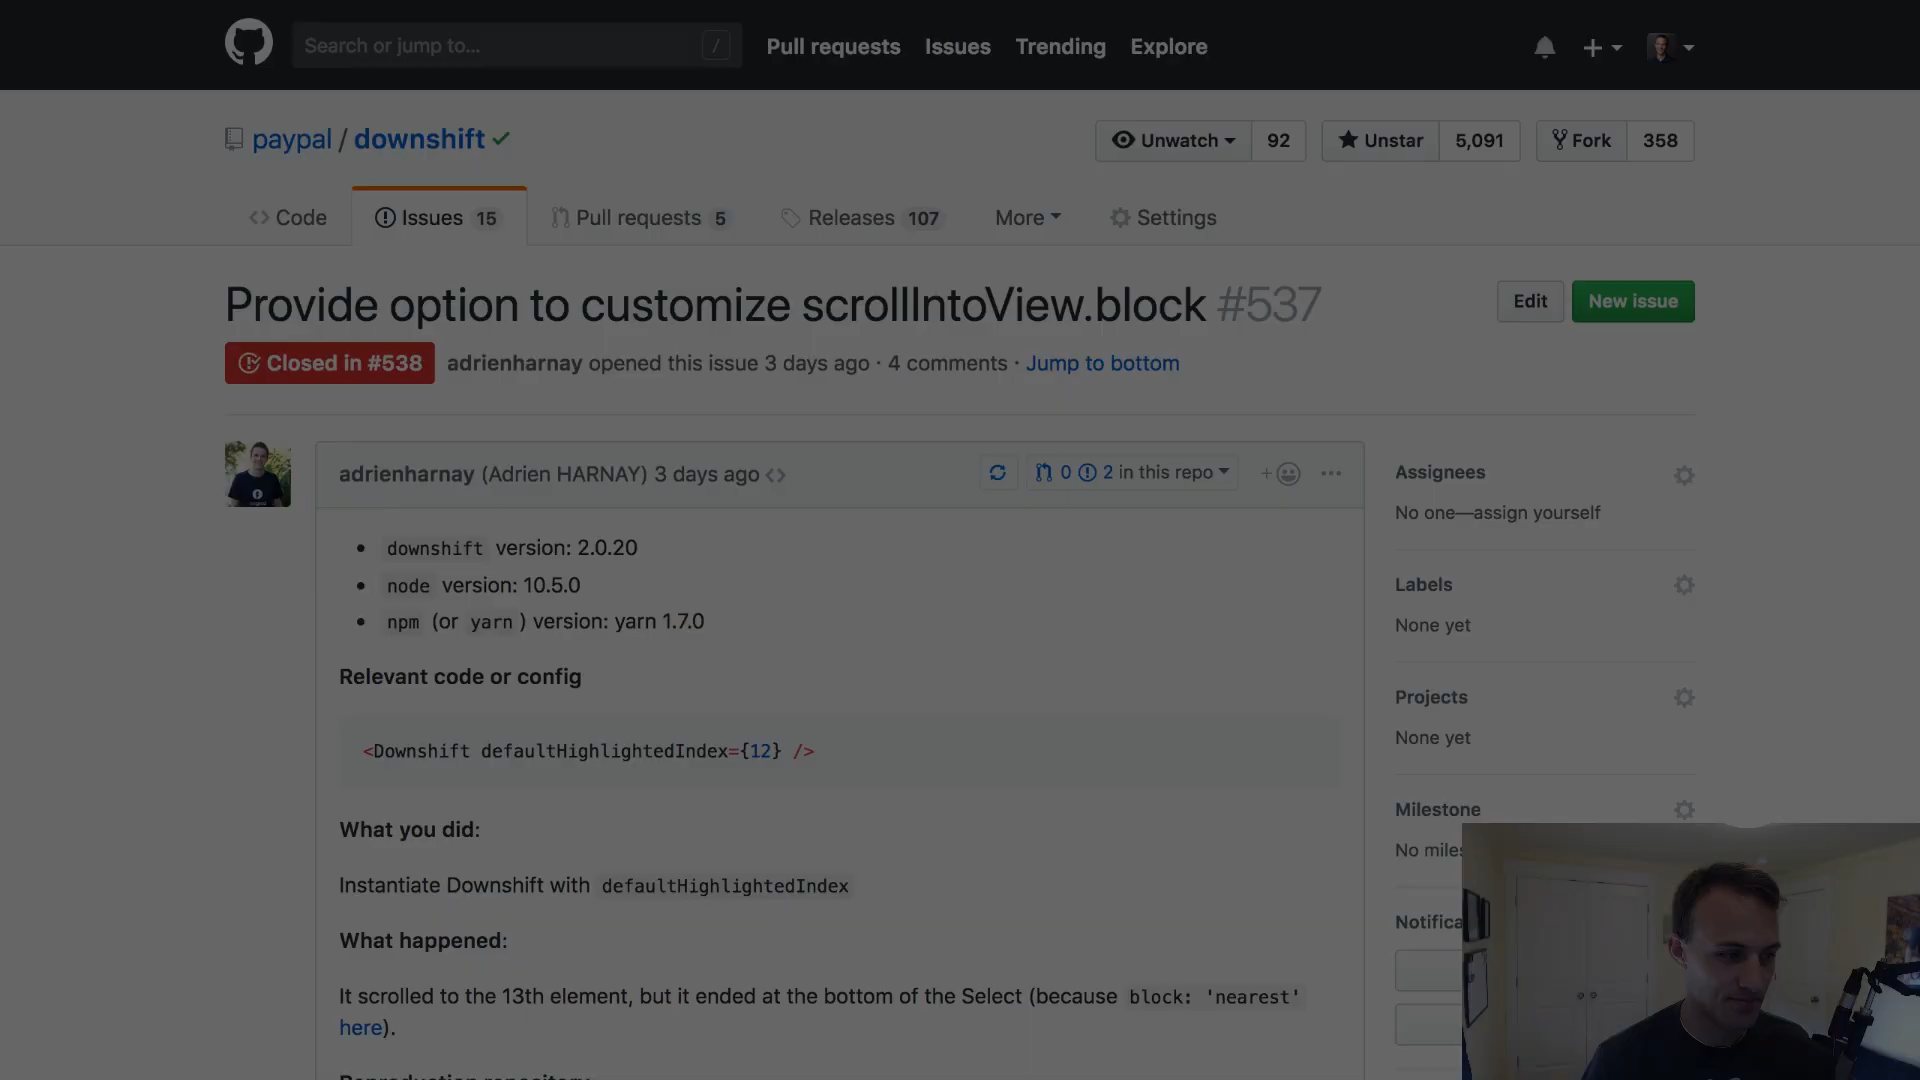 Search or jump to... /
Pull requests Issues Trending Explore
paypal / downshift
Unwatch 92 Unstar 5,091 Fork 358
Code Issues 15 Pull requests 5 Releases 107 More Settings
Provide option to customize scrollIntoView.block #537
Edit New issue
Closed in #538 adrienharnay opened this issue 3 days ago · 4 comments · Jump to bottom
adrienharnay (Adrien HARNAY) 3 days ago
0 2 in this repo
downshift version: 2.0.20
node version: 10.5.0
npm (or yarn) version: yarn 1.7.0
Relevant code or config
<Downshift defaultHighlightedIndex={12} />
What you did:
Instantiate Downshift with defaultHighlightedIndex
What happened:
It scrolled to the 13th element, but it ended at the bottom of the Select (because block: 'nearest'
here).
Assignees
No one—assign yourself
Labels
None yet
Projects
None yet
Milestone
No miles
Notifica